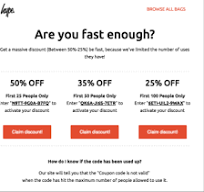 hype.
BROWSE ALL BAGS
Are you fast enough?
Get a massive discount (Between 50%-25%) be fast, because we've limited the number of uses
they have!
50% OFF
First 25 People Only
Enter
to
activate your discount
Claim discount!
35% OFF
First 35 People Only
Enter
to
activate your discount
Claim discount!
25% OFF
First 100 People Only
Enter
to
activate your discount
Claim discount!
How do I know if the code has been used up?
Our site will tell you that the "Coupon code is not valid"
when the code has hit the maximum number of people allowed to use it.